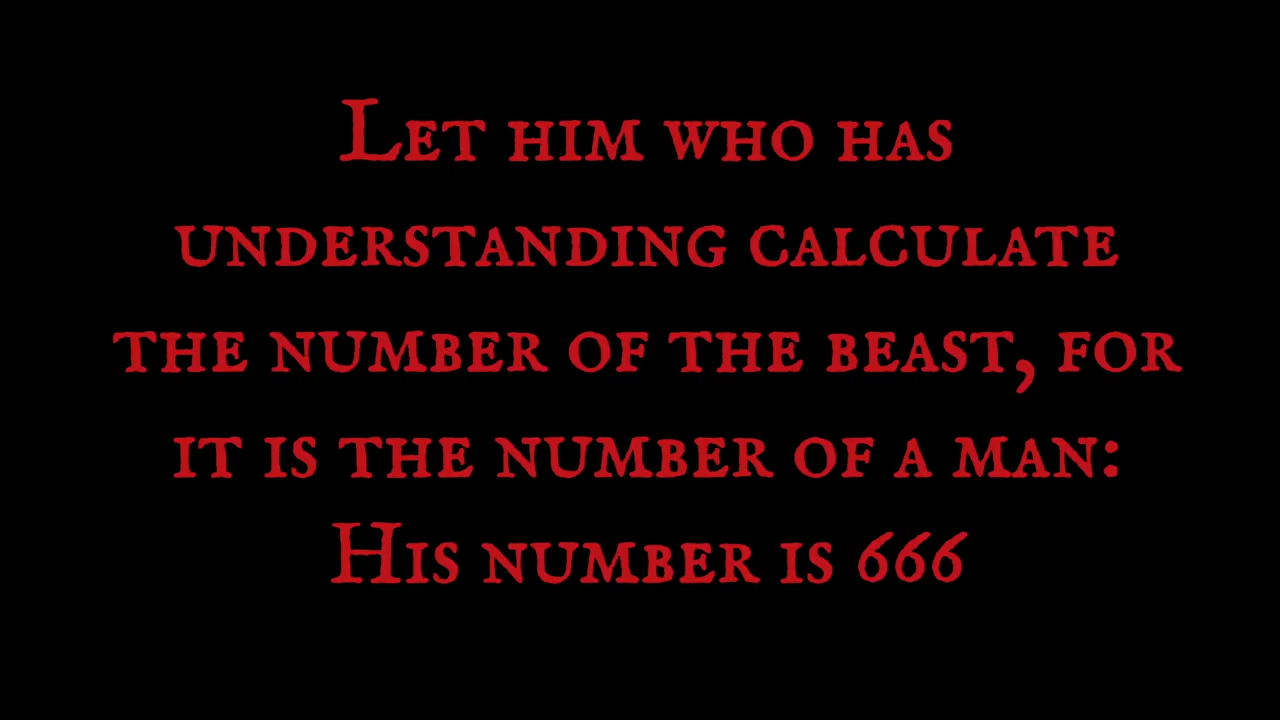 Let him who has
understanding calculate
the number of the beast, for
it is the number of a man:
His number is 666